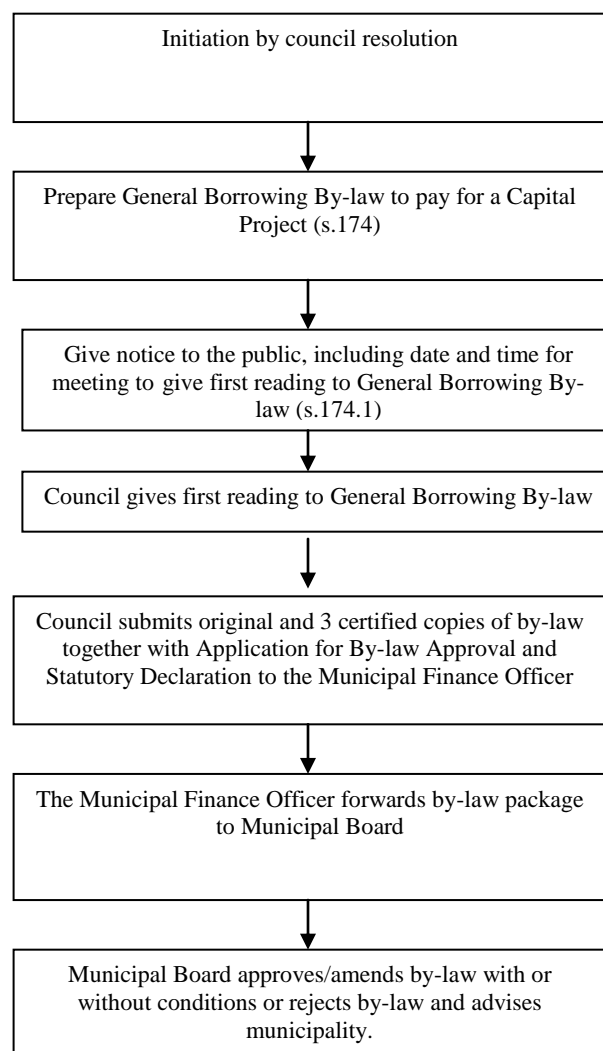 Initiation by council resolution
Prepare General Borrowing By-law to pay for a Capital
Project (s.174)
Give notice to the public, including date and time for
meeting to give first reading to General Borrowing By-
law (s.174.1)
Council gives first reading to General Borrowing By-law
Council submits original and 3 certified copies of by-law
together with Application for By-law Approval and
Statutory Declaration to the Municipal Finance Officer
The Municipal Finance Officer forwards by-law package
to Municipal Board
Municipal Board approves/amends by-law with or
without conditions or rejects by-law and advises
municipality.